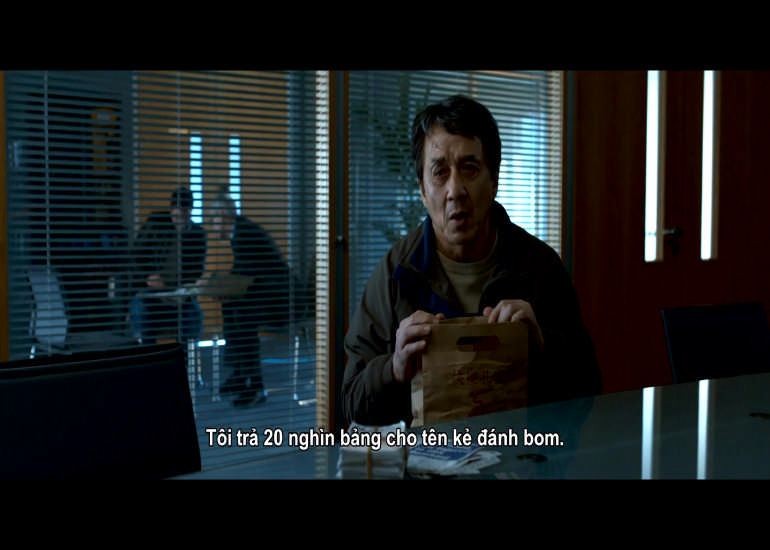 Tôi trả 20 nghìn bảng cho tên kẻ đánh bom.